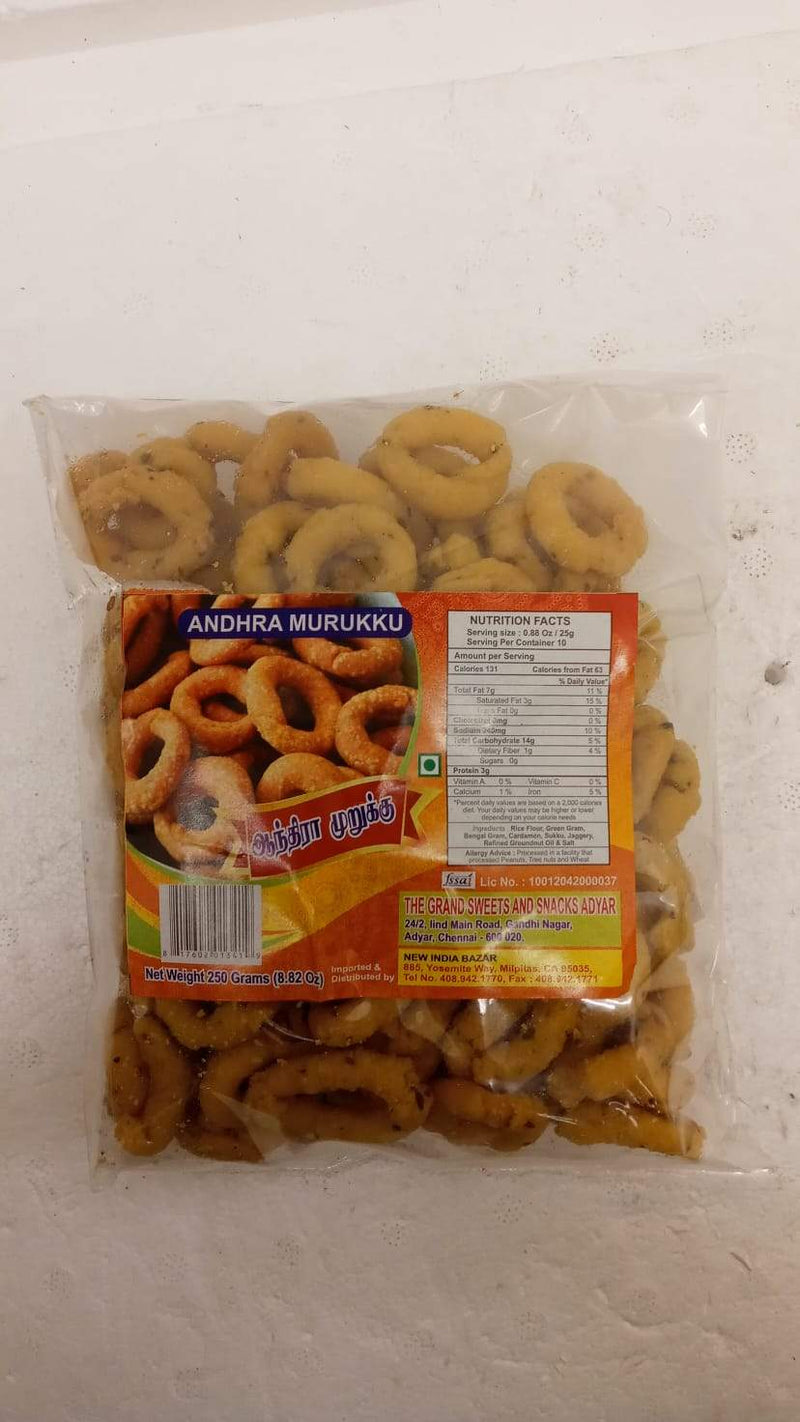 ANDHRA MURUKKU
ஆந்திரா முறுக்கு
Net Weight 250 Grams (8.82 Oz)
Imported &
Distributed by
NUTRITION FACTS
Serving size : 0.88 Oz / 25g
Serving Per Container 10
Amount per Serving
Calories 131 Calories from Fat 63
% Daily Value*
Total Fat 7g 11 %
Saturated Fat 3g 15 %
Trans Fat 0g 0 %
Cholestrol 0mg 0 %
Sodium 240mg 10 %
Total Carbohydrate 14g 5 %
Dietary Fiber 1g 4 %
Sugars 0g
Protein 3g
Vitamin A 0 % Vitamin C 0 %
Calcium 1 % Iron 5 %
*Percent daily values are based on a 2,000 calories
diet. Your daily values may be higher or lower
depending on your calorie needs
Ingredients : Rice Flour, Green Gram,
Bengal Gram, Cardamon, Sukko, Jaggery,
Refined Groundnut Oil & Salt
Allergy Advice : Processed in a facility that
processed Peanuts, Tree nuts and Wheat
fssai Lic No. : 10012042000037
THE GRAND SWEETS AND SNACKS ADYAR
24/2, IInd Main Road, Gandhi Nagar,
Adyar, Chennai - 600 020.
NEW INDIA BAZAR
885, Yosemite Way, Milpitas, CA 95035,
Tel No. 408.942.1770, Fax : 408.942.1771